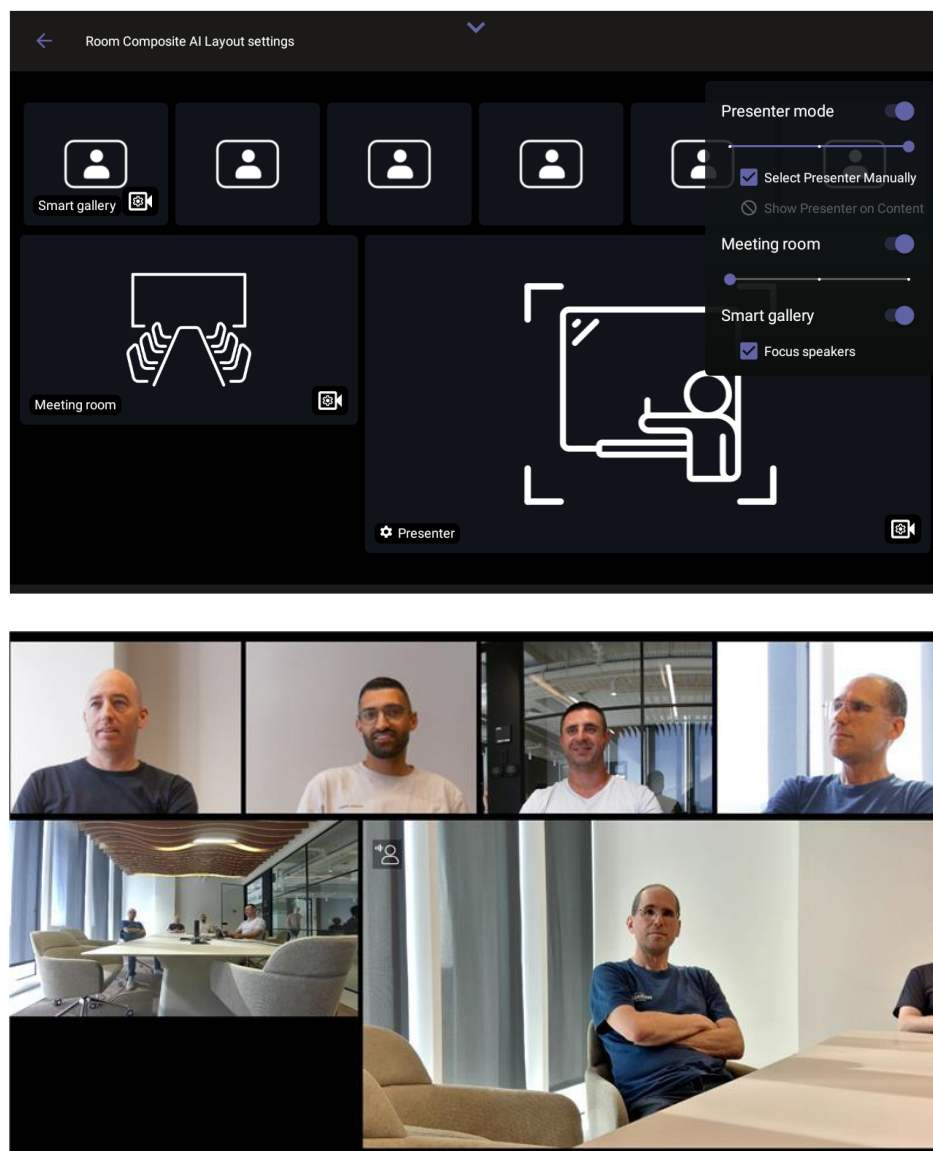 Room Composite AI Layout settings
Presenter mode
Select Presenter Manually
Show Presenter on Content
Meeting room
Smart gallery
Focus speakers
Smart gallery
Meeting room
Presenter